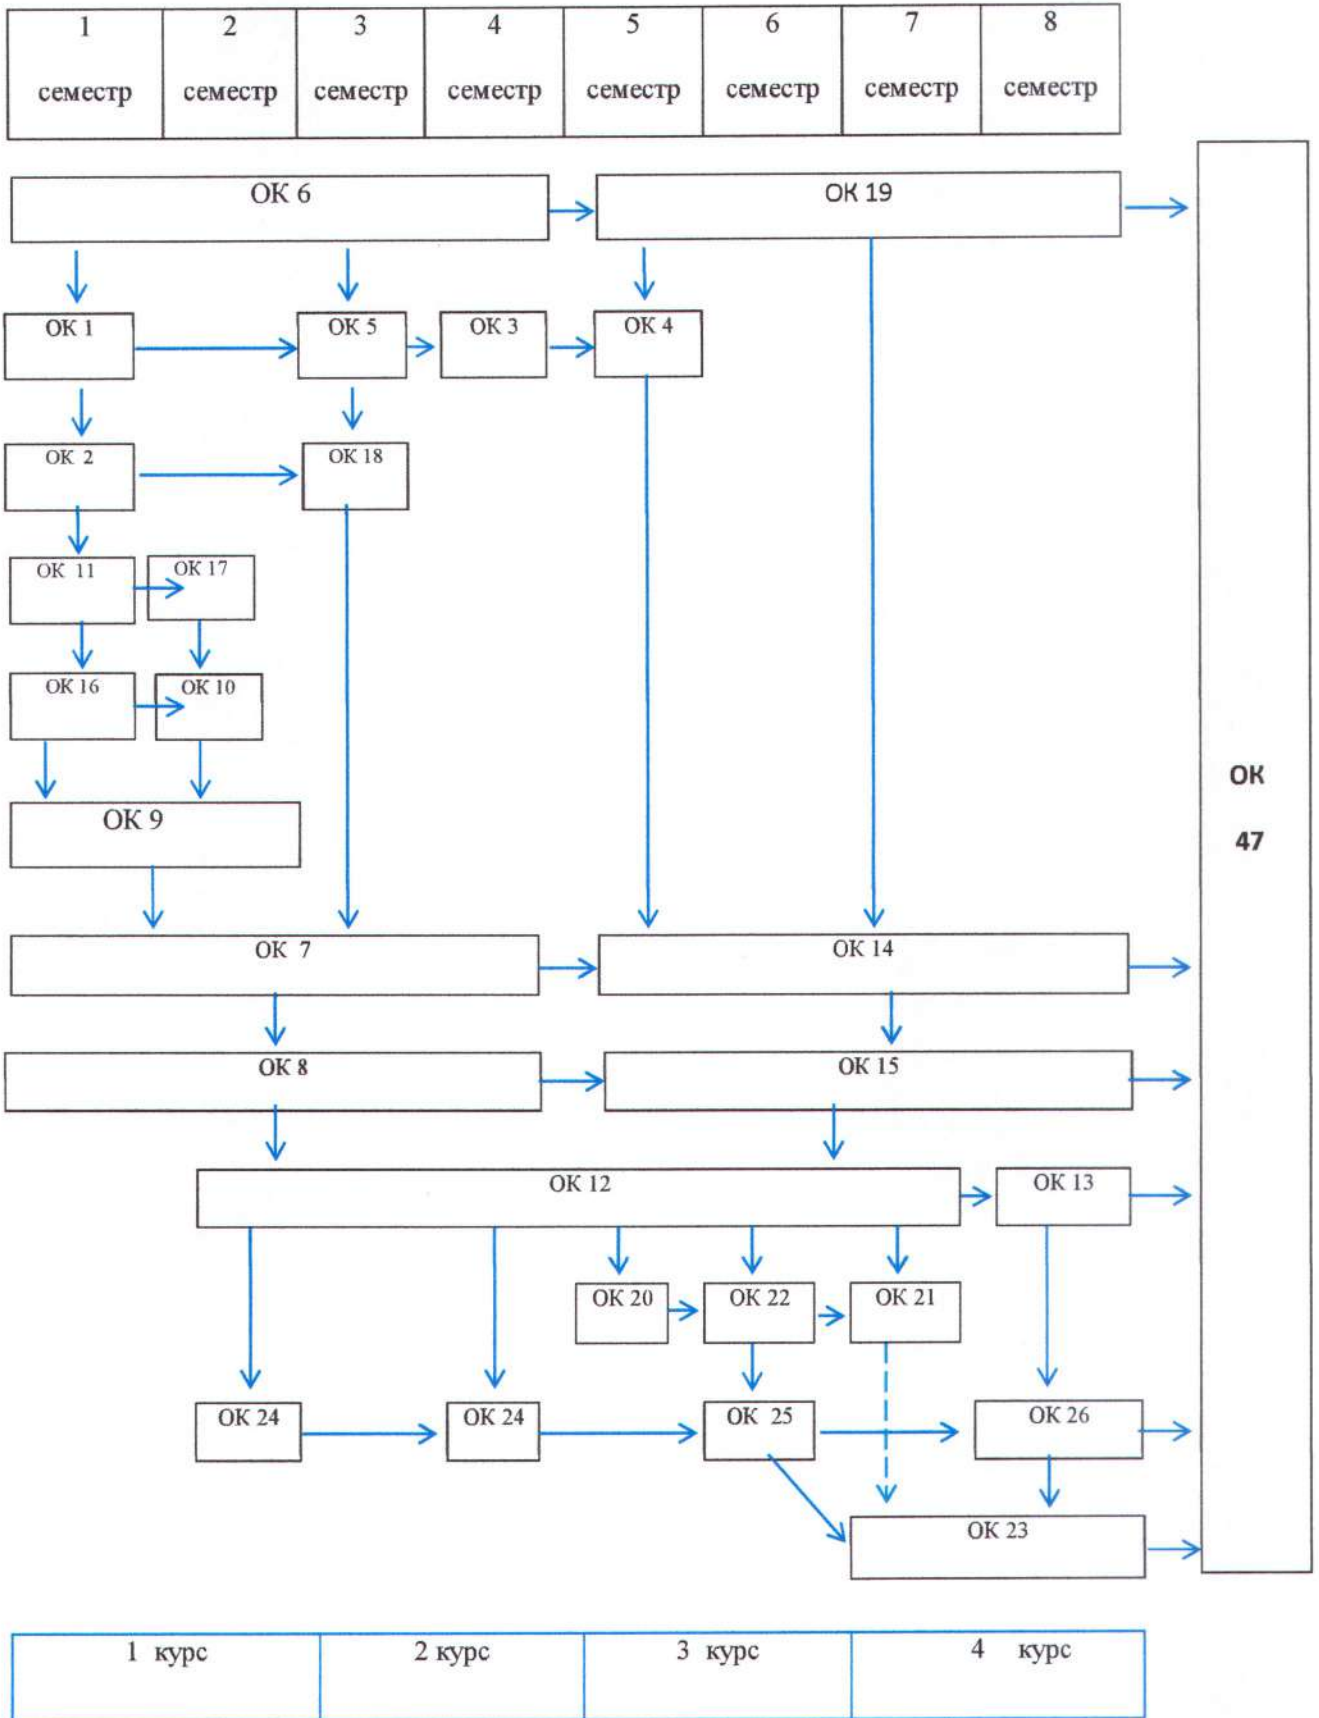 1 2 3 4 5 6 7 8
семестр семестр семестр семестр семестр семестр семестр семестр
ОК 6 ОК 19
ОК 1 ОК 5 ОК 3 ОК 4
ОК 2 ОК 18
ОК 11 ОК 17
ОК 16 ОК 10
ОК
47
ОК 9
ОК 7 ОК 14
ОК 8 ОК 15
ОК 12 ОК 13
ОК 20 ОК 22 ОК 21
ОК 24 ОК 24 ОК 25 ОК 26
ОК 23
1 курс 2 курс 3 курс 4 курс